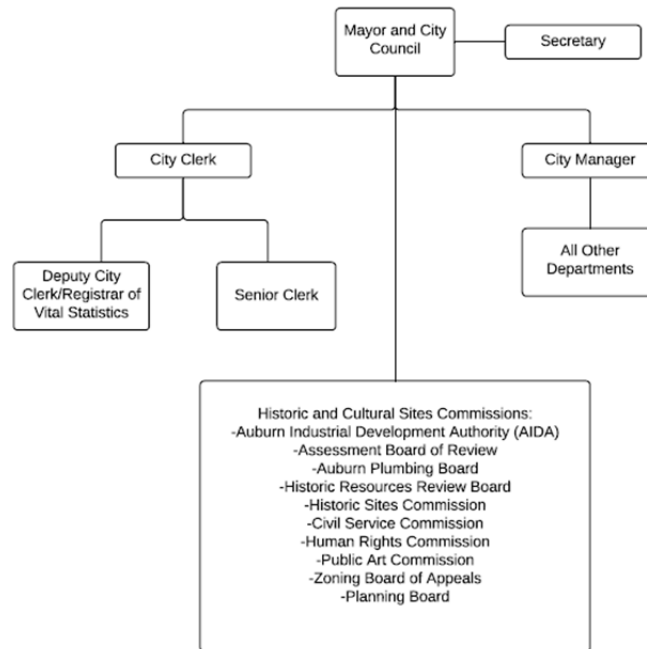 Mayor and City
Council
Secretary
City Clerk
City Manager
Deputy City
Clerk/Registrar of
Vital Statistics
Senior Clerk
All Other
Departments
Historic and Cultural Sites Commissions:
-Auburn Industrial Development Authority (AIDA)
-Assessment Board of Review
-Auburn Plumbing Board
-Historic Resources Review Board
-Historic Sites Commission
-Civil Service Commission
-Human Rights Commission
-Public Art Commission
-Zoning Board of Appeals
-Planning Board